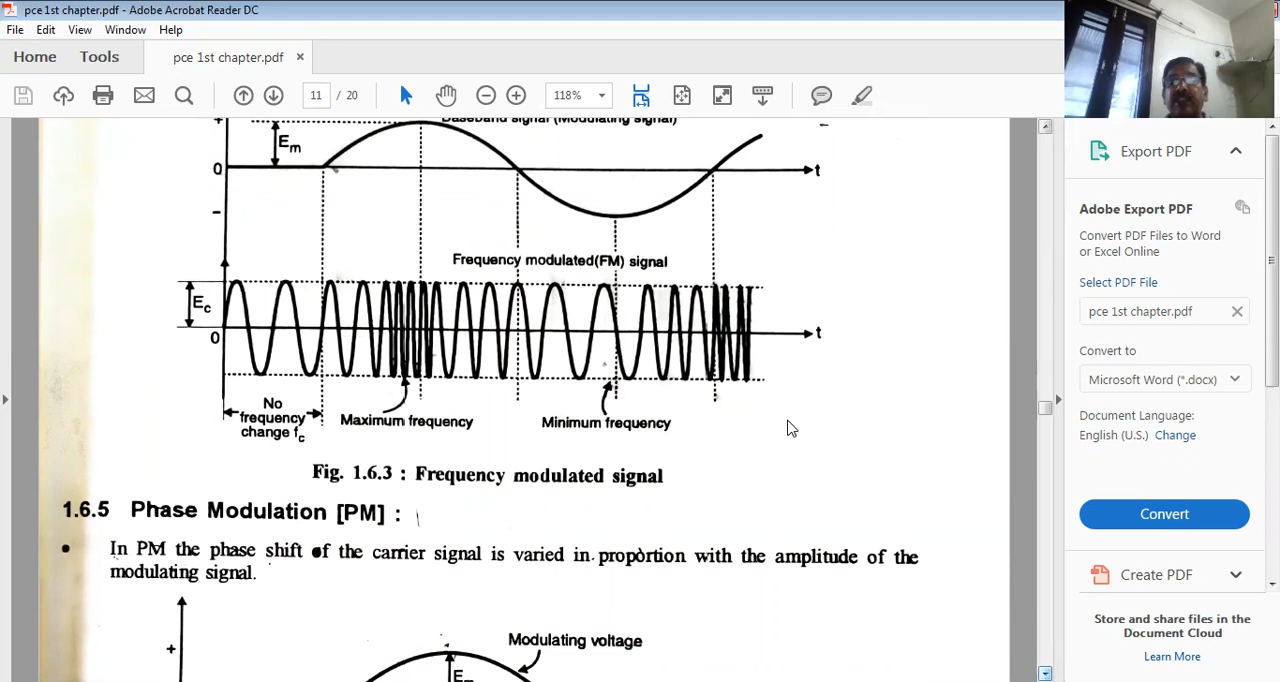 pce 1st chapter.pdf - Adobe Acrobat Reader DC
File Edit View Window Help
Home Tools pce 1st chapter.pdf ×
11 / 20 118%
Baseband signal (Modulating signal)
+
Em
0 t
-
Frequency modulated(FM) signal
Ec
0 t
No
frequency
change fc
Maximum frequency
Minimum frequency
Fig. 1.6.3 : Frequency modulated signal
1.6.5 Phase Modulation [PM] :
• In PM the phase shift of the carrier signal is varied in proportion with the amplitude of the
modulating signal.
Modulating voltage
+
Em
Export PDF
Adobe Export PDF
Convert PDF Files to Word
or Excel Online
Select PDF File
pce 1st chapter.pdf
Convert to
Microsoft Word (*.docx)
Document Language:
English (U.S.) Change
Convert
Create PDF
Store and share files in the
Document Cloud
Learn More